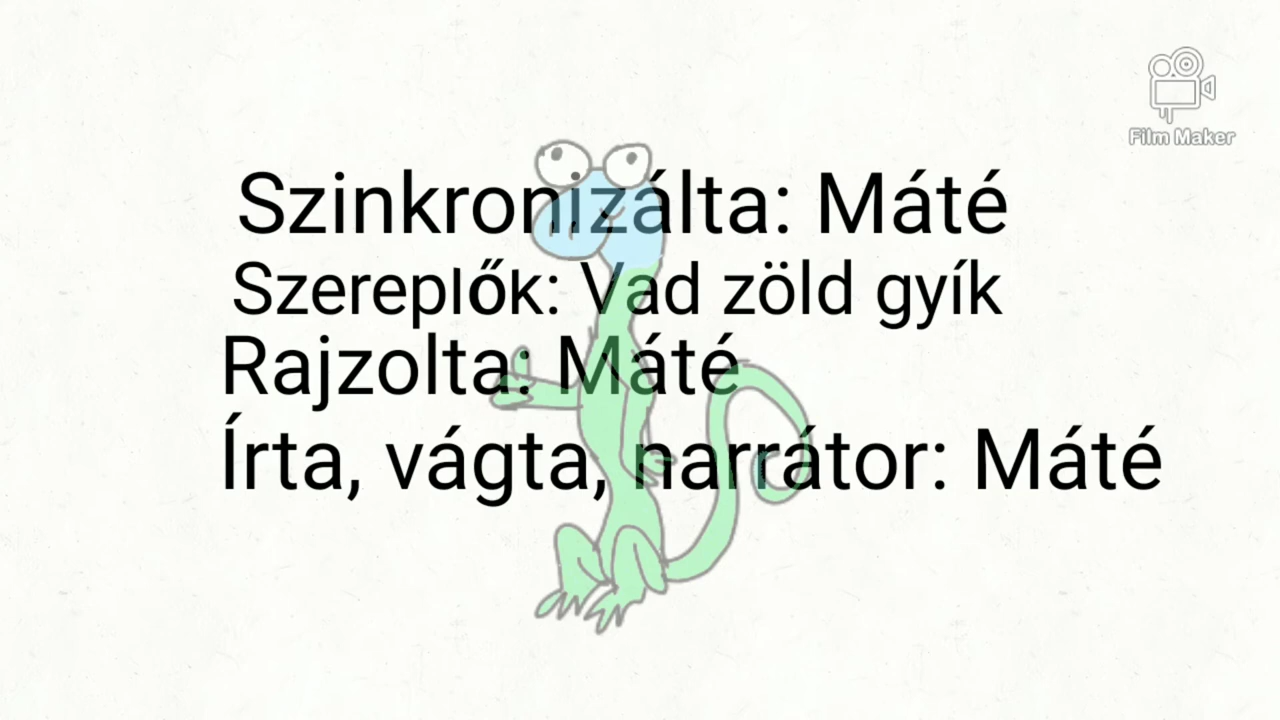 Film Maker
Szinkronizálta: Máté
Szereplők: Vad zöld gyík
Rajzolta: Máté
Írta, vágta, narrátor: Máté